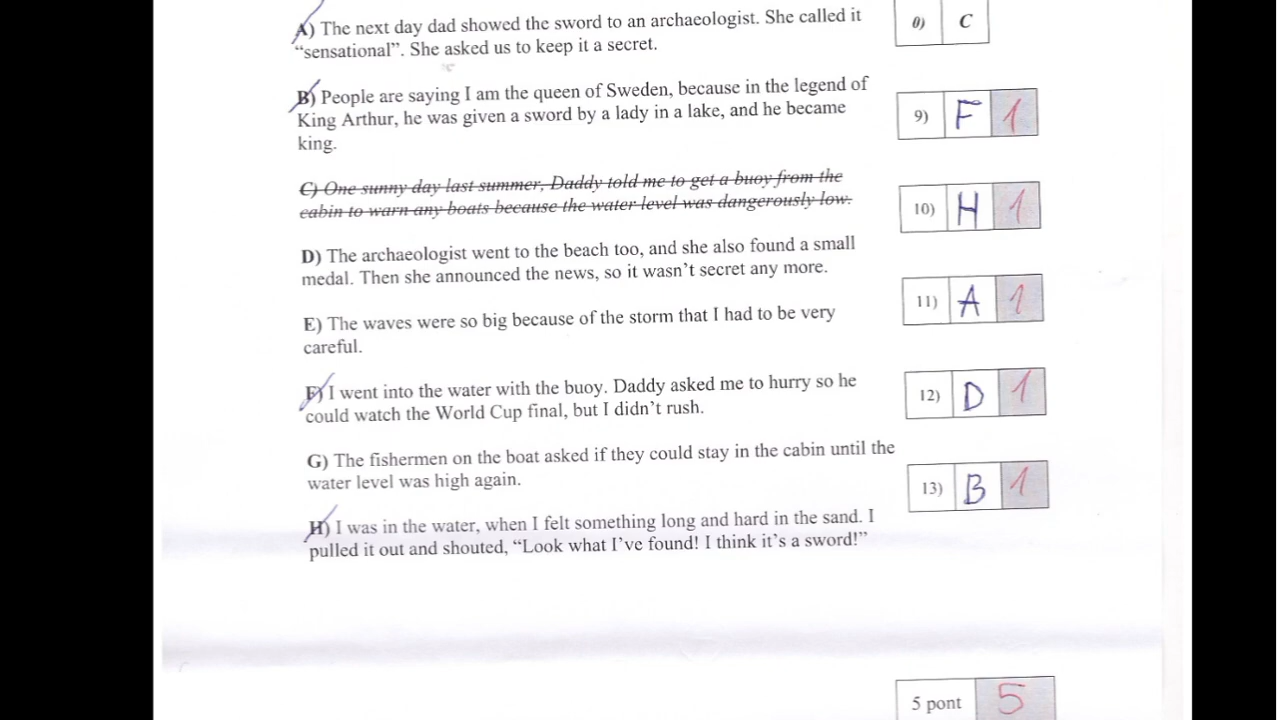 A) The next day dad showed the sword to an archaeologist. She called it
"sensational". She asked us to keep it a secret.
0) C
B) People are saying I am the queen of Sweden, because in the legend of
King Arthur, he was given a sword by a lady in a lake, and he became
king.
9) F 1
C) One sunny day last summer, Daddy told me to get a buoy from the
cabin to warn any boats because the water level was dangerously low.
10) H 1
D) The archaeologist went to the beach too, and she also found a small
medal. Then she announced the news, so it wasn't secret any more.
11) A 1
E) The waves were so big because of the storm that I had to be very
careful.
F) I went into the water with the buoy. Daddy asked me to hurry so he
could watch the World Cup final, but I didn't rush.
12) D 1
G) The fishermen on the boat asked if they could stay in the cabin until the
water level was high again.
13) B 1
H) I was in the water, when I felt something long and hard in the sand. I
pulled it out and shouted, "Look what I've found! I think it's a sword!"
5 pont 5